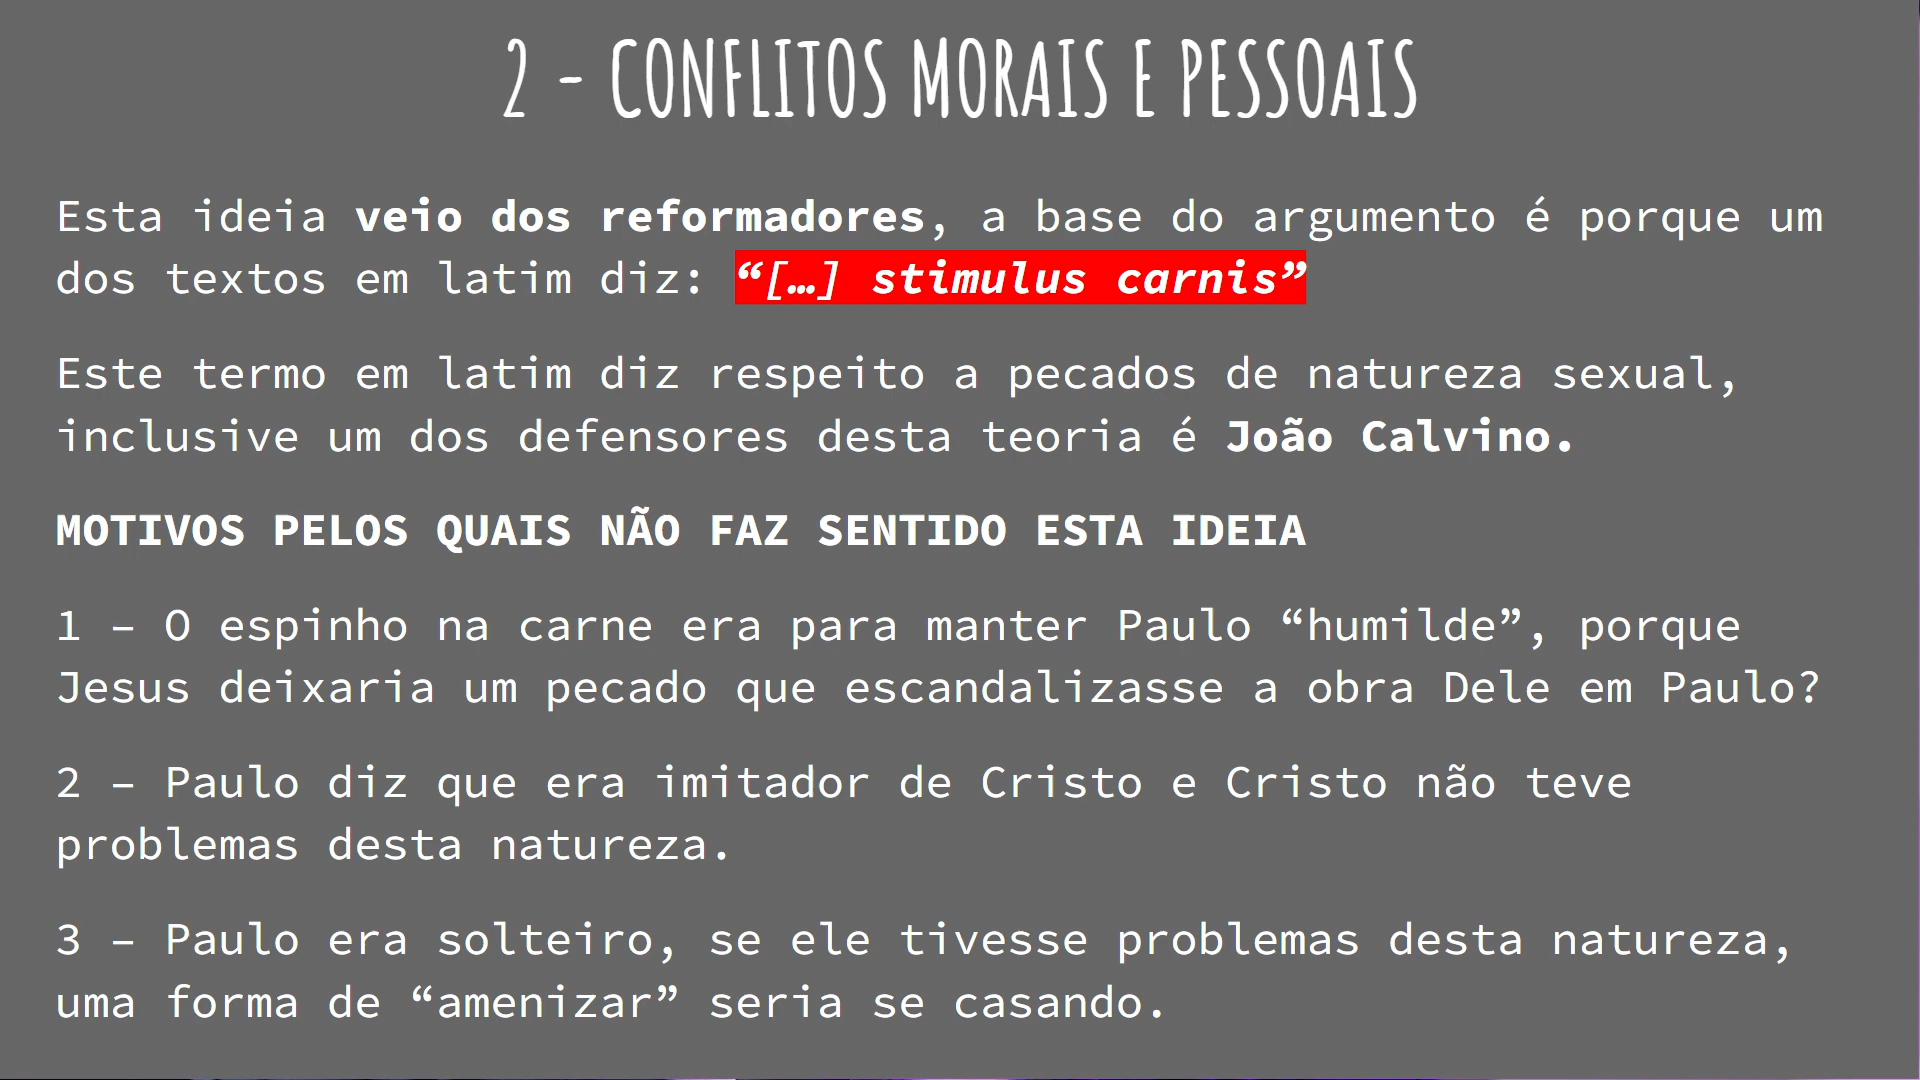 2 - CONFLITOS MORAIS E PESSOAIS
Esta ideia veio dos reformadores, a base do argumento é porque um
dos textos em latim diz: “[…] stimulus carnis”
Este termo em latim diz respeito a pecados de natureza sexual,
inclusive um dos defensores desta teoria é João Calvino.
MOTIVOS PELOS QUAIS NÃO FAZ SENTIDO ESTA IDEIA
1 – O espinho na carne era para manter Paulo “humilde”, porque
Jesus deixaria um pecado que escandalizasse a obra Dele em Paulo?
2 – Paulo diz que era imitador de Cristo e Cristo não teve
problemas desta natureza.
3 – Paulo era solteiro, se ele tivesse problemas desta natureza,
uma forma de “amenizar” seria se casando.